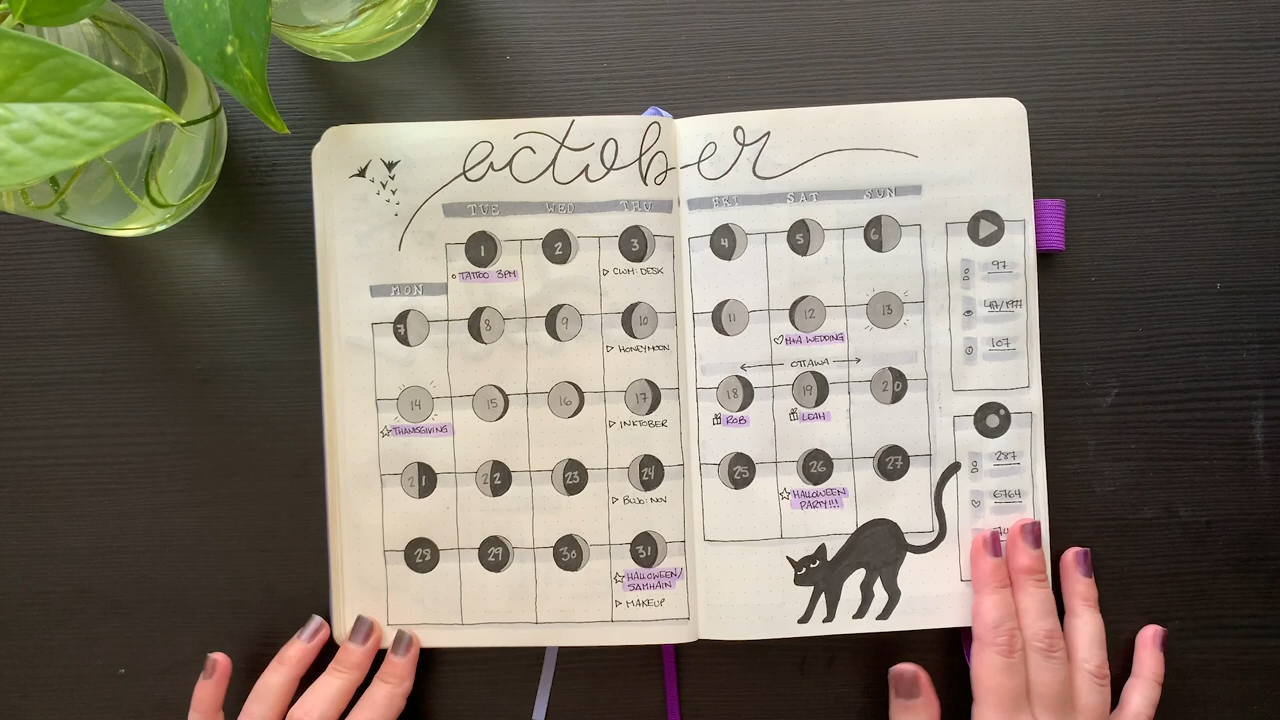 october
TUE WED THU FRI SAT SUN
1 2 3 4 5 6
TATTOO 3PM
CWM: DESK
MON
7 8 9 10 11 12 13
HONEYMOON
M+A WEDDING
OTTAWA
14 15 16 17 18 19 20
THANKSGIVING
INKTOBER
ROB
LEAH
21 22 23 24 25 26 27
BUJO: NOV
HALLOWEEN
PARTY!!!
28 29 30 31
HALLOWEEN/
SAMHAIN
MAKEUP
97
107
287
6764